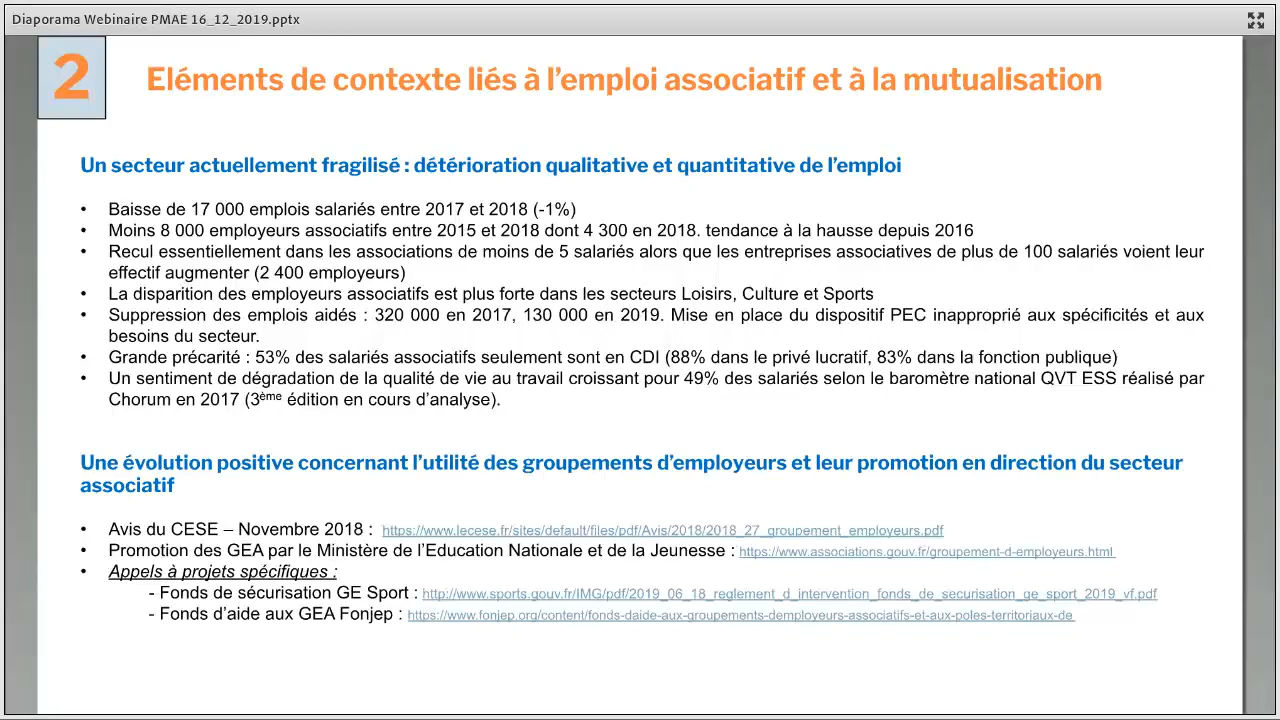 Diaporama Webinaire PMAE 16_12_2019.pptx
2
Eléments de contexte liés à l’emploi associatif et à la mutualisation
Un secteur actuellement fragilisé : détérioration qualitative et quantitative de l’emploi
• Baisse de 17 000 emplois salariés entre 2017 et 2018 (-1%)
• Moins 8 000 employeurs associatifs entre 2015 et 2018 dont 4 300 en 2018. tendance à la hausse depuis 2016
• Recul essentiellement dans les associations de moins de 5 salariés alors que les entreprises associatives de plus de 100 salariés voient leur
effectif augmenter (2 400 employeurs)
• La disparition des employeurs associatifs est plus forte dans les secteurs Loisirs, Culture et Sports
• Suppression des emplois aidés : 320 000 en 2017, 130 000 en 2019. Mise en place du dispositif PEC inapproprié aux spécificités et aux
besoins du secteur.
• Grande précarité : 53% des salariés associatifs seulement sont en CDI (88% dans le privé lucratif, 83% dans la fonction publique)
• Un sentiment de dégradation de la qualité de vie au travail croissant pour 49% des salariés selon le baromètre national QVT ESS réalisé par
Chorum en 2017 (3ème édition en cours d’analyse).
Une évolution positive concernant l’utilité des groupements d’employeurs et leur promotion en direction du secteur
associatif
• Avis du CESE – Novembre 2018 : https://www.lecese.fr/sites/default/files/pdf/Avis/2018/2018_27_groupement_employeurs.pdf
• Promotion des GEA par le Ministère de l’Education Nationale et de la Jeunesse : https://www.associations.gouv.fr/groupement-d-employeurs.html
• Appels à projets spécifiques :
- Fonds de sécurisation GE Sport : http://www.sports.gouv.fr/IMG/pdf/2019_06_18_reglement_d_intervention_fonds_de_securisation_ge_sport_2019_vf.pdf
- Fonds d’aide aux GEA Fonjep : https://www.fonjep.org/content/fonds-daide-aux-groupements-demployeurs-associatifs-et-aux-poles-territoriaux-de